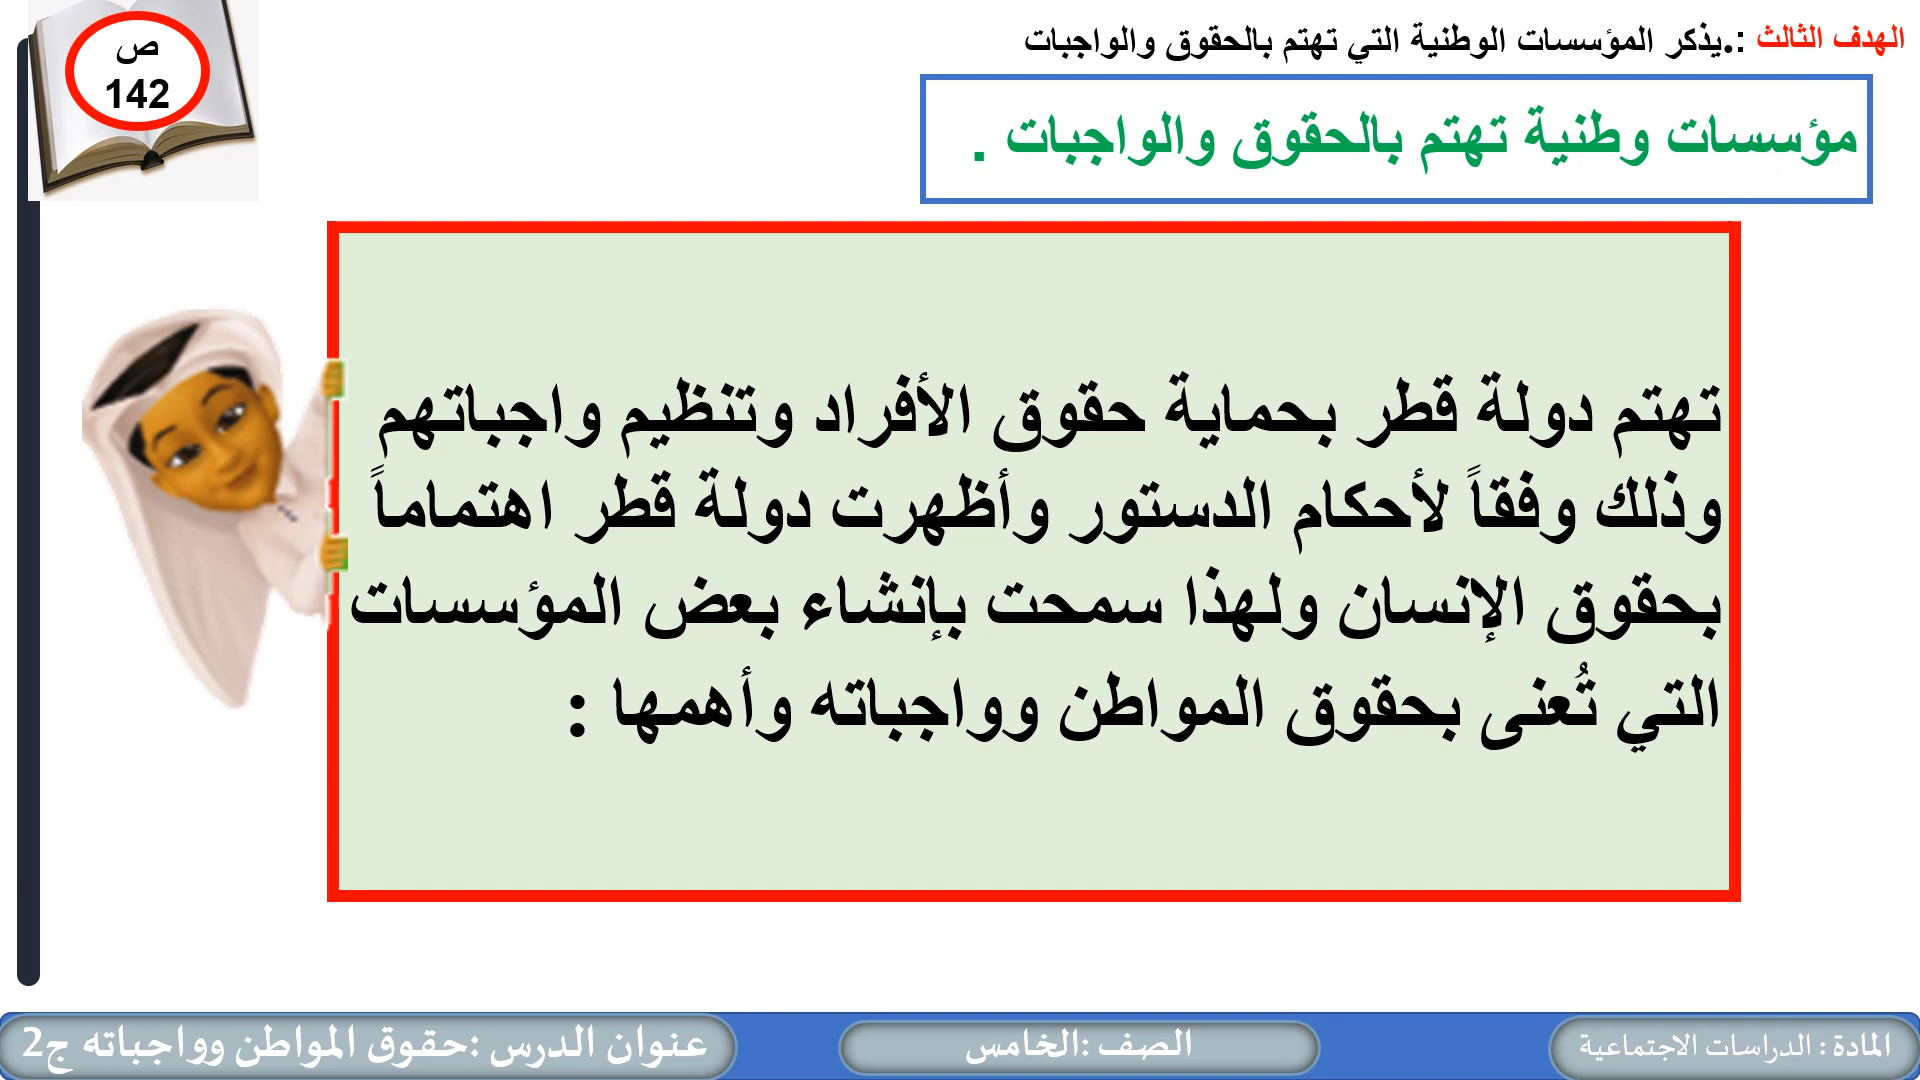 الهدف الثالث :.يذكر المؤسسات الوطنية التي تهتم بالحقوق والواجبات
ص
142
مؤسسات وطنية تهتم بالحقوق والواجبات .
تهتم دولة قطر بحماية حقوق الأفراد وتنظيم واجباتهم
وذلك وفقاً لأحكام الدستور وأظهرت دولة قطر اهتماماً
بحقوق الإنسان ولهذا سمحت بإنشاء بعض المؤسسات
التي تُعنى بحقوق المواطن وواجباته وأهمها :
المادة : الدراسات الاجتماعية
الصف :الخامس
عنوان الدرس :حقوق المواطن وواجباته ج2